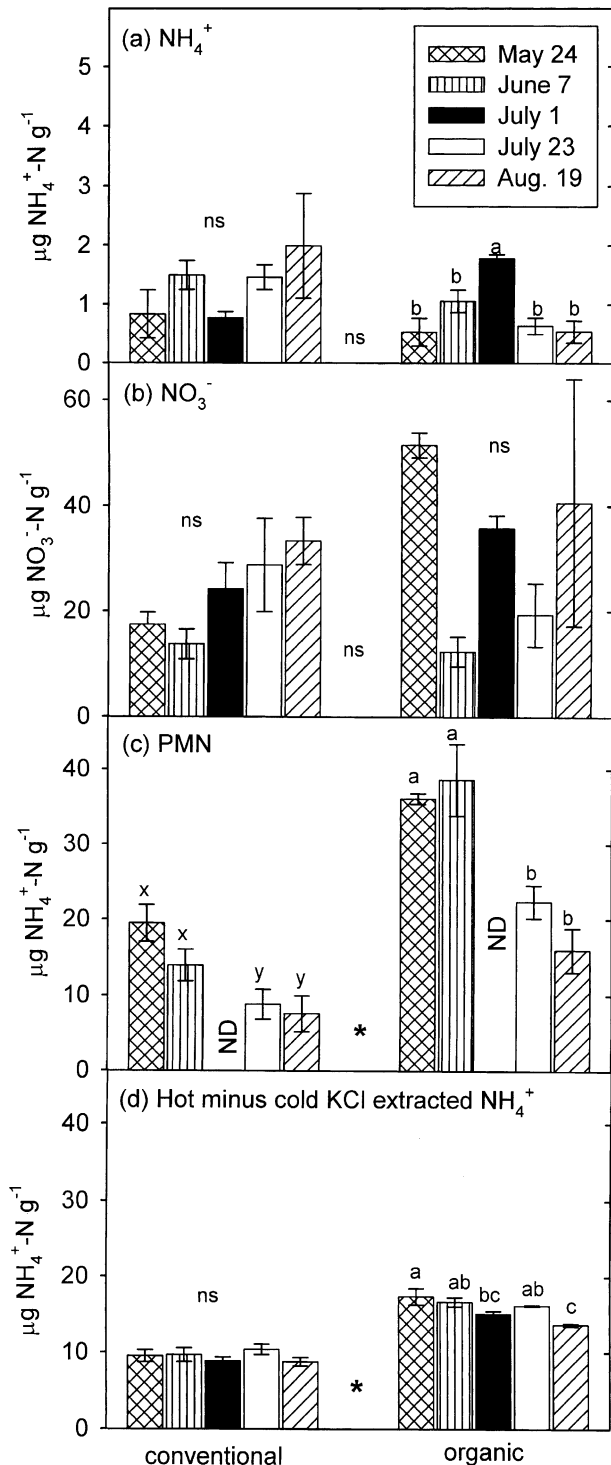 6
(a) NH₄⁺
May 24
June 7
July 1
July 23
Aug. 19
5
4
3
2
1
0
µg NH₄⁺-N g⁻¹
ns
ns
b
b
a
b
b
(b) NO₃⁻
60
40
20
0
µg NO₃⁻-N g⁻¹
ns
ns
ns
(c) PMN
40
30
20
10
0
µg NH₄⁺-N g⁻¹
x
x
ND
y
y
*
a
a
ND
b
b
(d) Hot minus cold KCl extracted NH₄⁺
40
30
20
10
0
µg NH₄⁺-N g⁻¹
ns
*
a
ab
bc
ab
c
conventional
organic